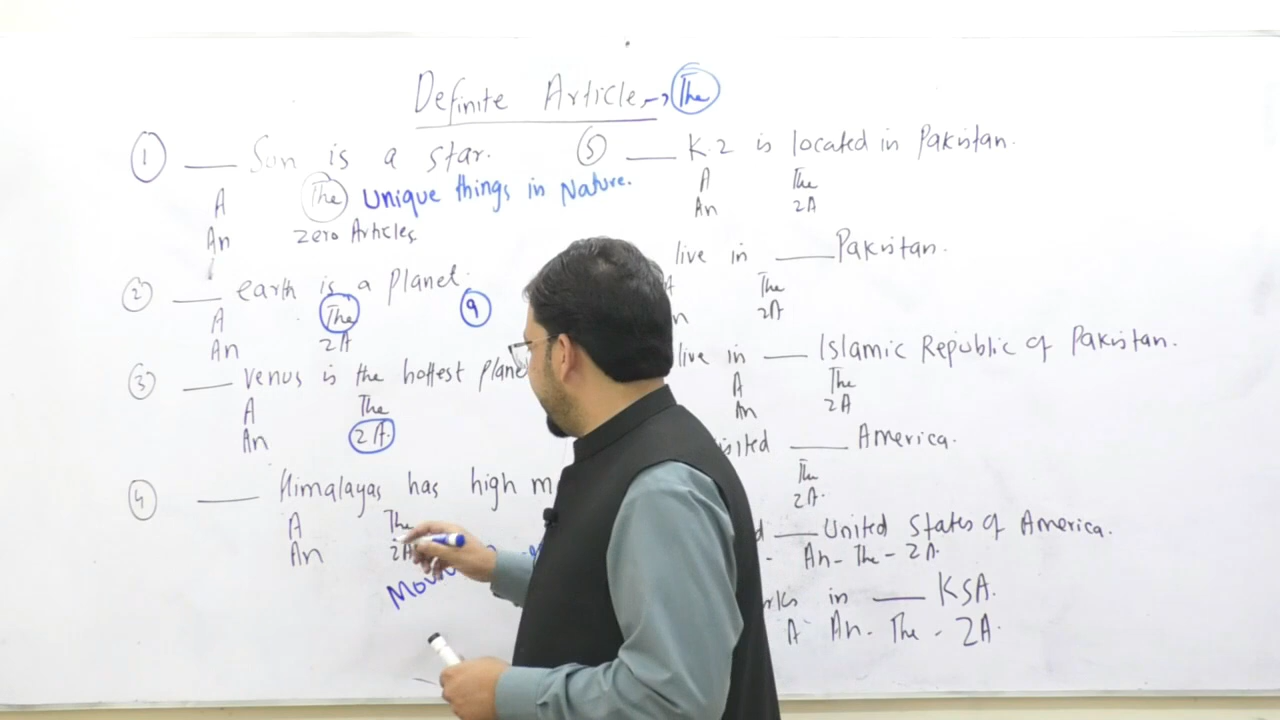 Definite Article → The
① ___ Sun is a star.
A The Unique things in Nature.
An Zero Articles
② ___ earth is a Planet.
A The ⑨
An 2A
③ ___ Venus is the hottest
A The
An 2A.
④ ___ Himalayas has high
A The
An 2A
⑤ ___ K.2 is located in Pakistan.
A The
An 2A
live in ___ Pakistan.
The
2A
live in ___ Islamic Republic of Pakistan.
A The
An 2A
___ America.
The
2A.
___ United States of America.
An - The - 2A.
in ___ KSA.
A An - The - 2A.